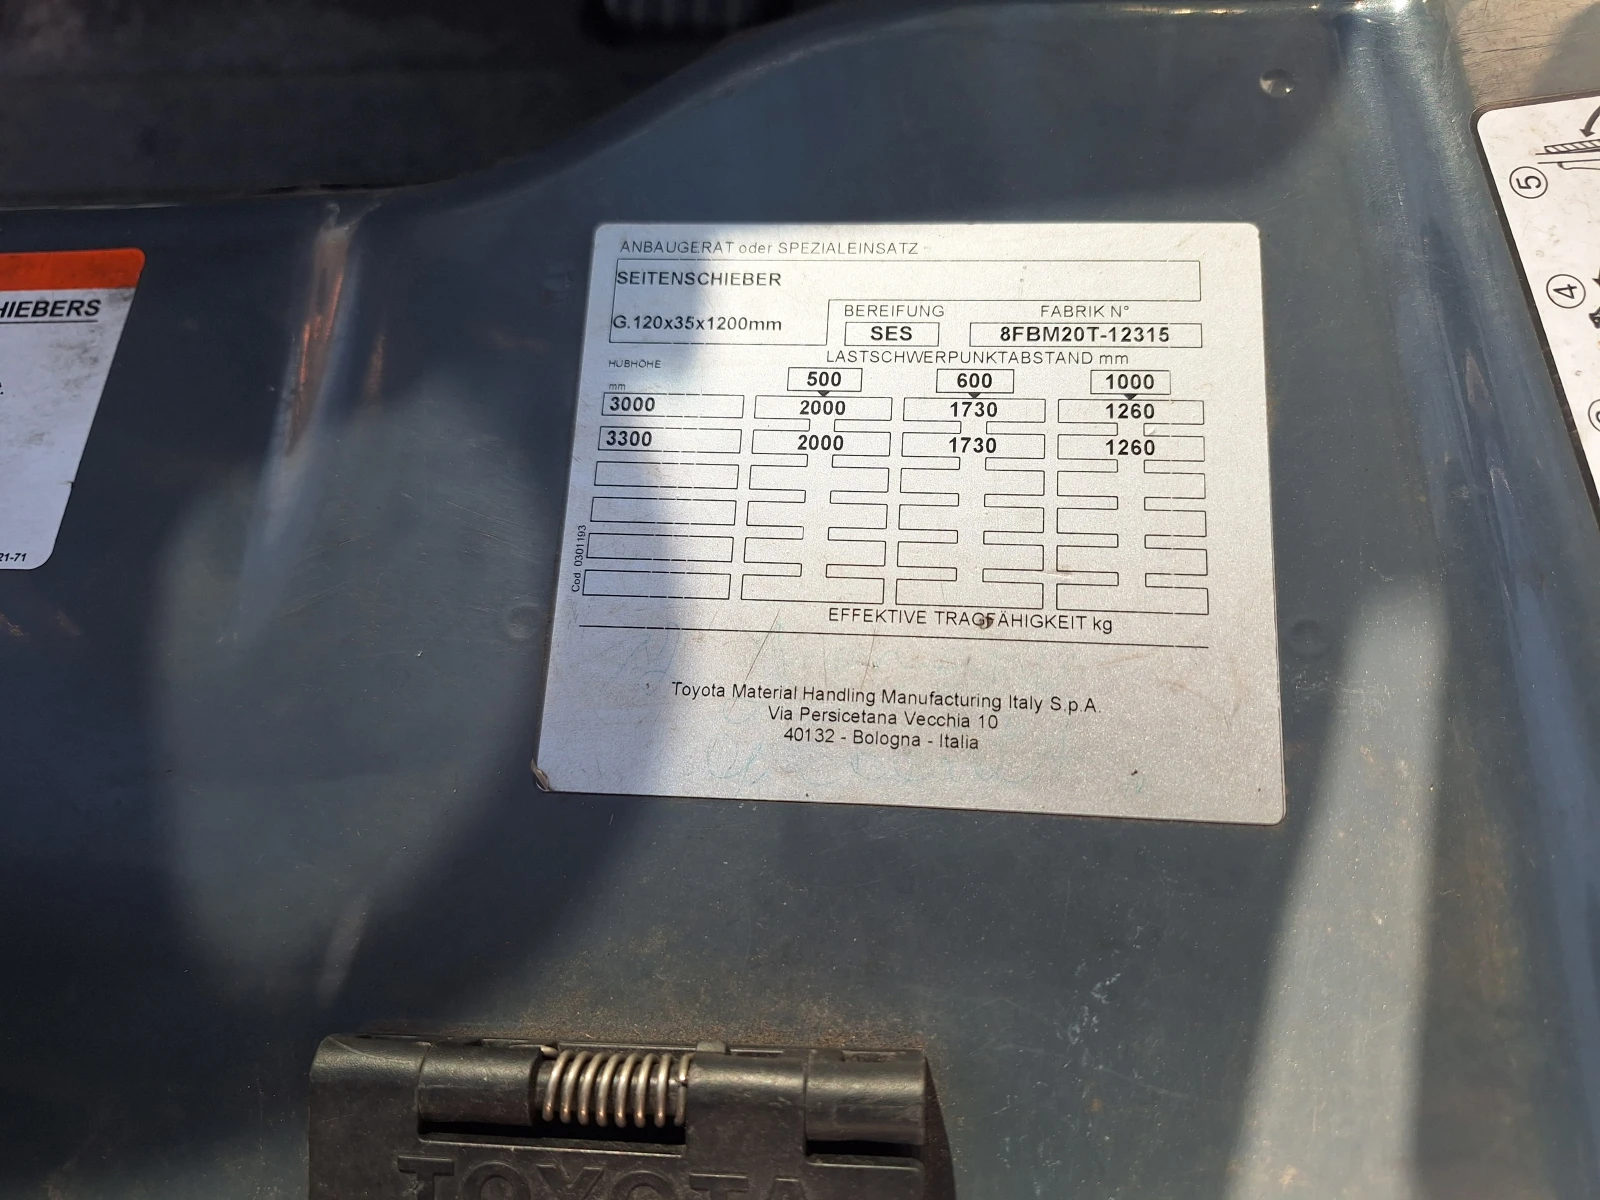 HIEBERS
21-71
ANBAUGERAT oder SPEZIALEINSATZ
SEITENSCHIEBER
G.120x35x1200mm
BEREIFUNG FABRIK N°
SES 8FBM20T-12315
LASTSCHWERPUNKTABSTAND mm
HUBHÖHE
mm
500 600 1000
3000 2000 1730 1260
3300 2000 1730 1260
Cod. 0301193
EFFEKTIVE TRAGFÄHIGKEIT kg
Toyota Material Handling Manufacturing Italy S.p.A.
Via Persicetana Vecchia 10
40132 - Bologna - Italia
5
4
TOYOTA